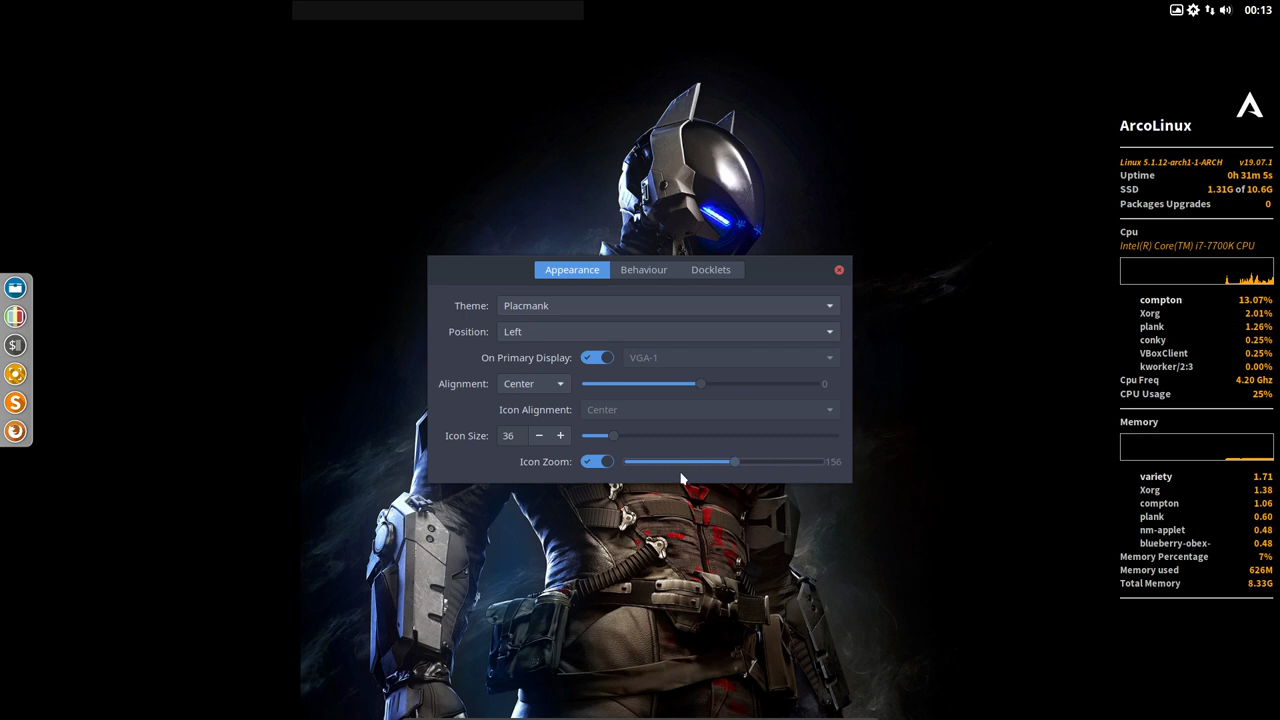 00:13
ArcoLinux
Linux 5.1.12-arch1-1-ARCH v19.07.1
Uptime 0h 31m 5s
SSD 1.31G of 10.6G
Packages Upgrades 0
Cpu
Intel(R) Core(TM) i7-7700K CPU
compton 13.07%
Xorg 2.01%
plank 1.26%
conky 0.25%
VBoxClient 0.25%
kworker/2:3 0.00%
Cpu Freq 4.20 Ghz
CPU Usage 25%
Memory
variety 1.71
Xorg 1.38
compton 1.06
plank 0.60
nm-applet 0.48
blueberry-obex- 0.48
Memory Percentage 7%
Memory used 626M
Total Memory 8.33G
Appearance Behaviour Docklets
Theme: Placmank
Position: Left
On Primary Display: VGA-1
Alignment: Center 0
Icon Alignment: Center
Icon Size: 36 − +
Icon Zoom: 156
$
S